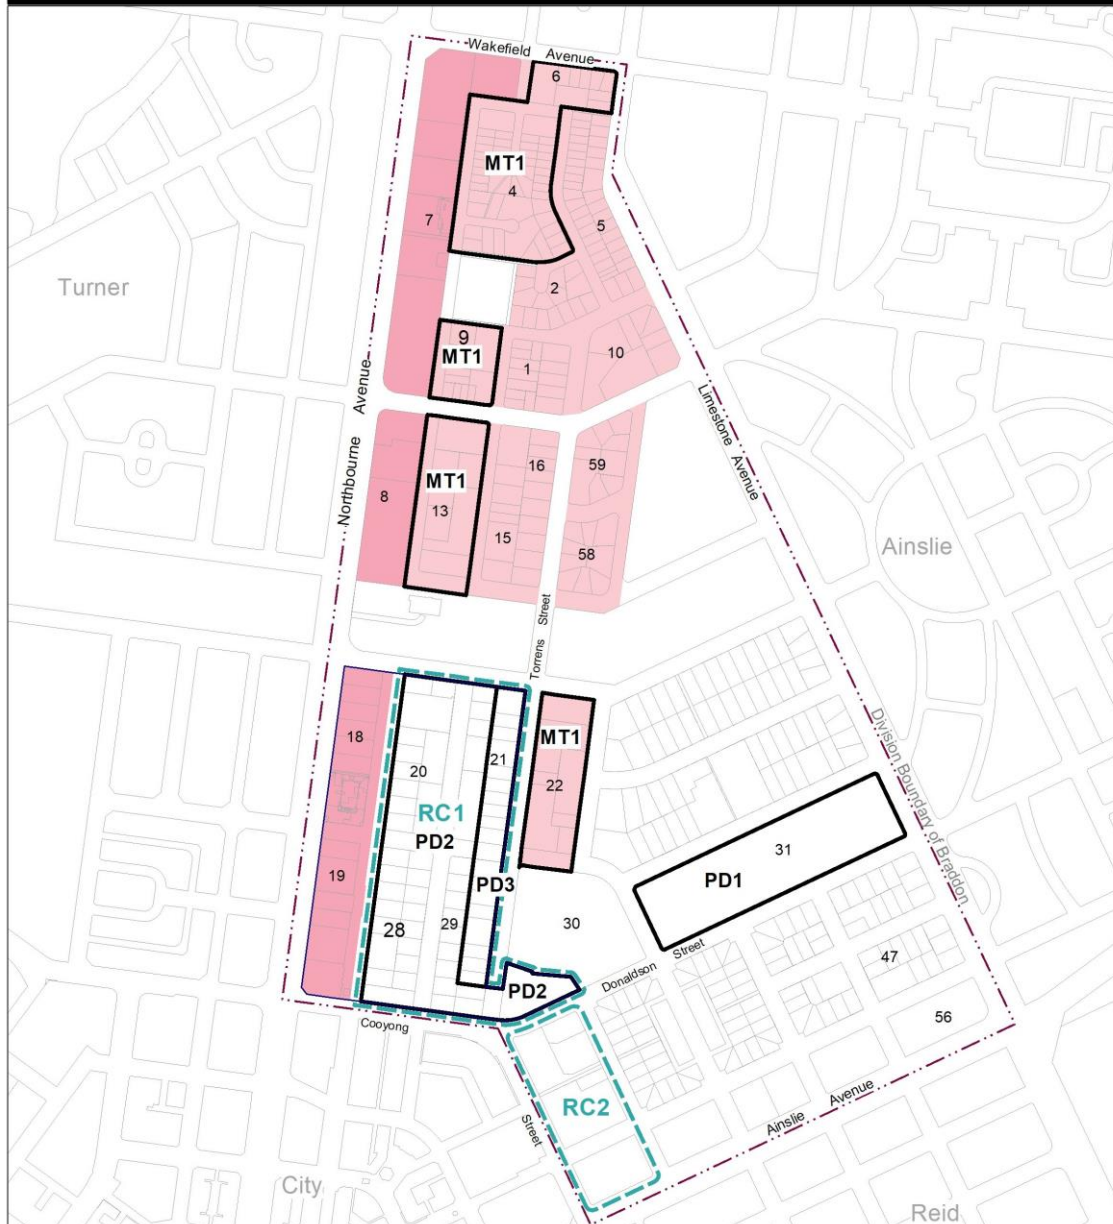 Wakefield Avenue
6
MT1
4
7
5
Turner
2
9
MT1
10
1
Northbourne Avenue
Limestone Avenue
16
59
MT1
8
13
15
58
Ainslie
Torrens Street
18
21
MT1
20
22
RC1
PD2
Division Boundary of Braddon
31
PD1
19
PD3
28
29
30
Donaldson Street
47
PD2
56
Cooyong Street
RC2
Ainslie Avenue
City
Reid